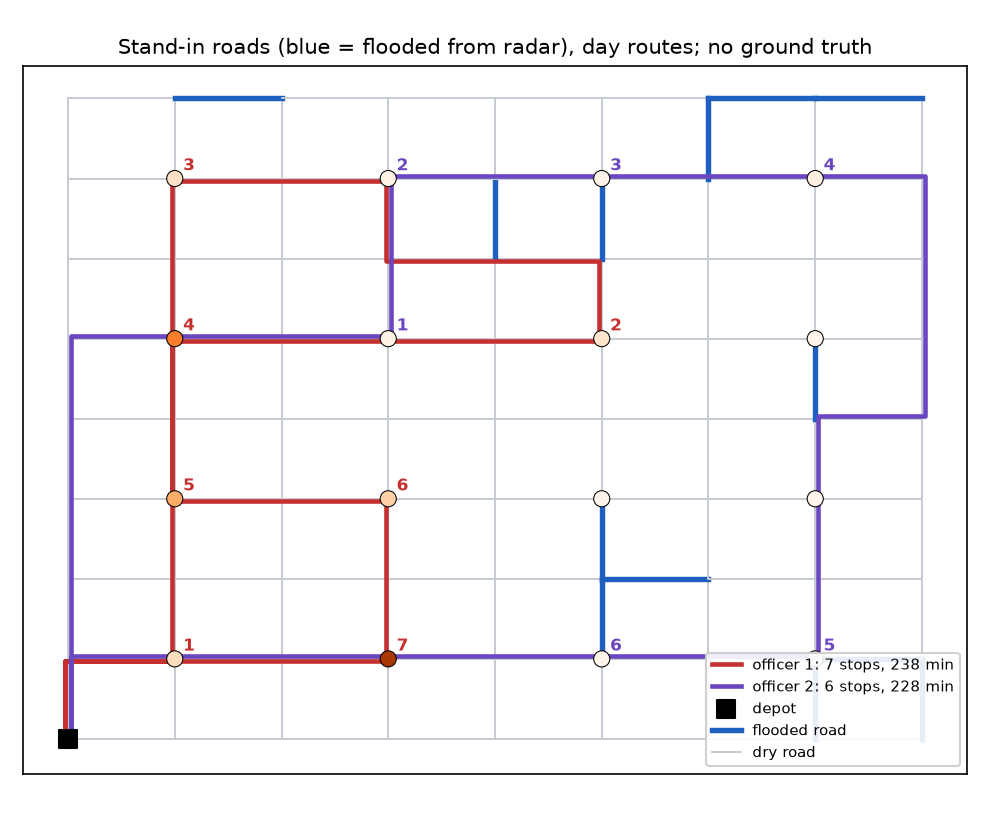 Stand-in roads (blue = flooded from radar), day routes; no ground truth
3
2
3
4
4
1
2
5
6
1
7
6
5
officer 1: 7 stops, 238 min
officer 2: 6 stops, 228 min
depot
flooded road
dry road